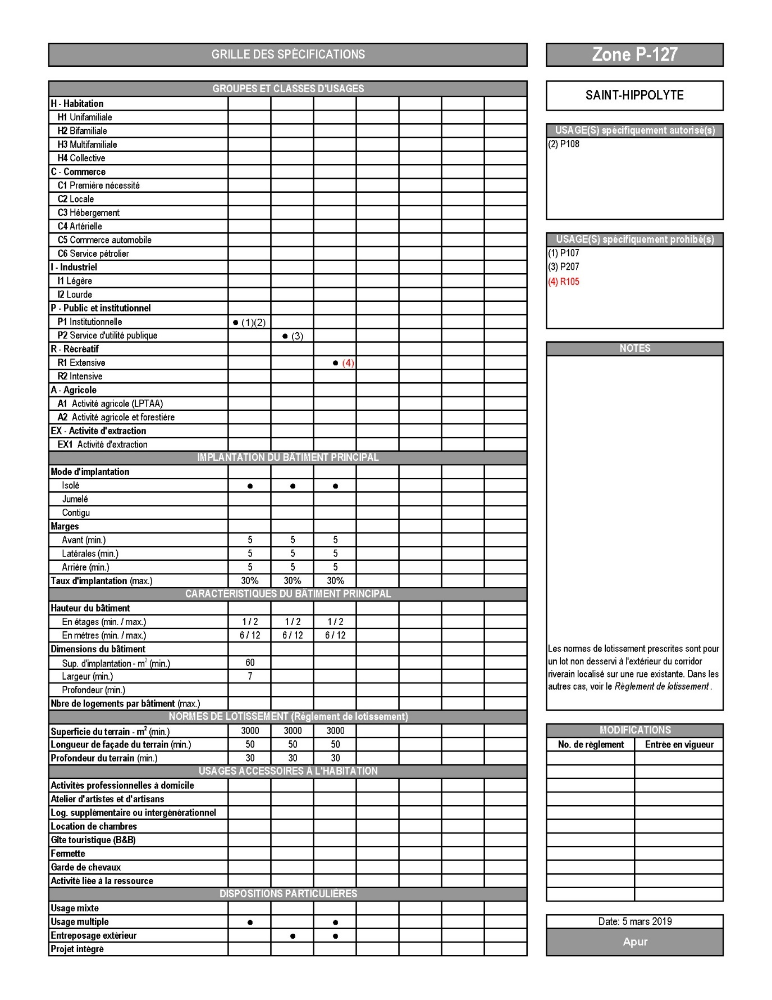 GRILLE DES SPÉCIFICATIONS
Zone P-127
GROUPES ET CLASSES D'USAGES
H - Habitation
H1 Unifamiliale
H2 Bifamiliale
H3 Multifamiliale
H4 Collective
C - Commerce
C1 Première nécessité
C2 Locale
C3 Hébergement
C4 Artérielle
C5 Commerce automobile
C6 Service pétrolier
I - Industriel
I1 Légère
I2 Lourde
P - Public et institutionnel
P1 Institutionnelle ● (1)(2)
P2 Service d'utilité publique ● (3)
R - Récréatif
R1 Extensive ● (4)
R2 Intensive
A - Agricole
A1 Activité agricole (LPTAA)
A2 Activité agricole et forestière
EX - Activité d'extraction
EX1 Activité d'extraction
IMPLANTATION DU BÂTIMENT PRINCIPAL
Mode d'implantation
Isolé ● ● ●
Jumelé
Contigu
Marges
Avant (min.) 5 5 5
Latérales (min.) 5 5 5
Arrière (min.) 5 5 5
Taux d'implantation (max.) 30% 30% 30%
CARACTÉRISTIQUES DU BÂTIMENT PRINCIPAL
Hauteur du bâtiment
En étages (min. / max.) 1 / 2 1 / 2 1 / 2
En mètres (min. / max.) 6 / 12 6 / 12 6 / 12
Dimensions du bâtiment
Sup. d'implantation - m² (min.) 60
Largeur (min.) 7
Profondeur (min.)
Nbre de logements par bâtiment (max.)
NORMES DE LOTISSEMENT (Règlement de lotissement)
Superficie du terrain - m² (min.) 3000 3000 3000
Longueur de façade du terrain (min.) 50 50 50
Profondeur du terrain (min.) 30 30 30
USAGES ACCESSOIRES À L'HABITATION
Activités professionnelles à domicile
Atelier d'artistes et d'artisans
Log. supplémentaire ou intergénérationnel
Location de chambres
Gîte touristique (B&B)
Fermette
Garde de chevaux
Activité liée à la ressource
DISPOSITIONS PARTICULIÈRES
Usage mixte
Usage multiple ● ●
Entreposage extérieur ● ●
Projet intégré
SAINT-HIPPOLYTE
USAGE(S) spécifiquement autorisé(s)
(2) P108
USAGE(S) spécifiquement prohibé(s)
(1) P107
(3) P207
(4) R105
NOTES
Les normes de lotissement prescrites sont pour
un lot non desservi à l'extérieur du corridor
riverain localisé sur une rue existante. Dans les
autres cas, voir le Règlement de lotissement .
MODIFICATIONS
No. de règlement Entrée en vigueur
Date: 5 mars 2019
Apur